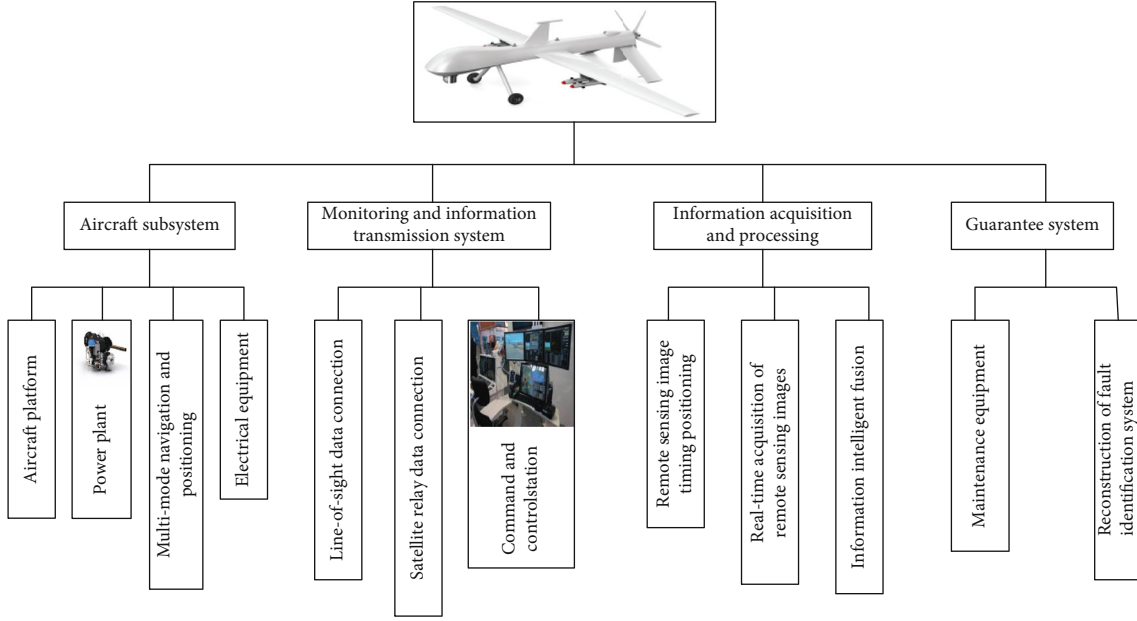 Aircraft subsystem
Monitoring and information
transmission system
Information acquisition
and processing
Guarantee system
Aircraft platform
Power plant
Multi-mode navigation and
positioning
Electrical equipment
Line-of-sight data connection
Satellite relay data connection
Command and
controlstation
Remote sensing image
timing positioning
Real-time acquisition of
remote sensing images
Information intelligent fusion
Maintenance equipment
Reconstruction of fault
identification system